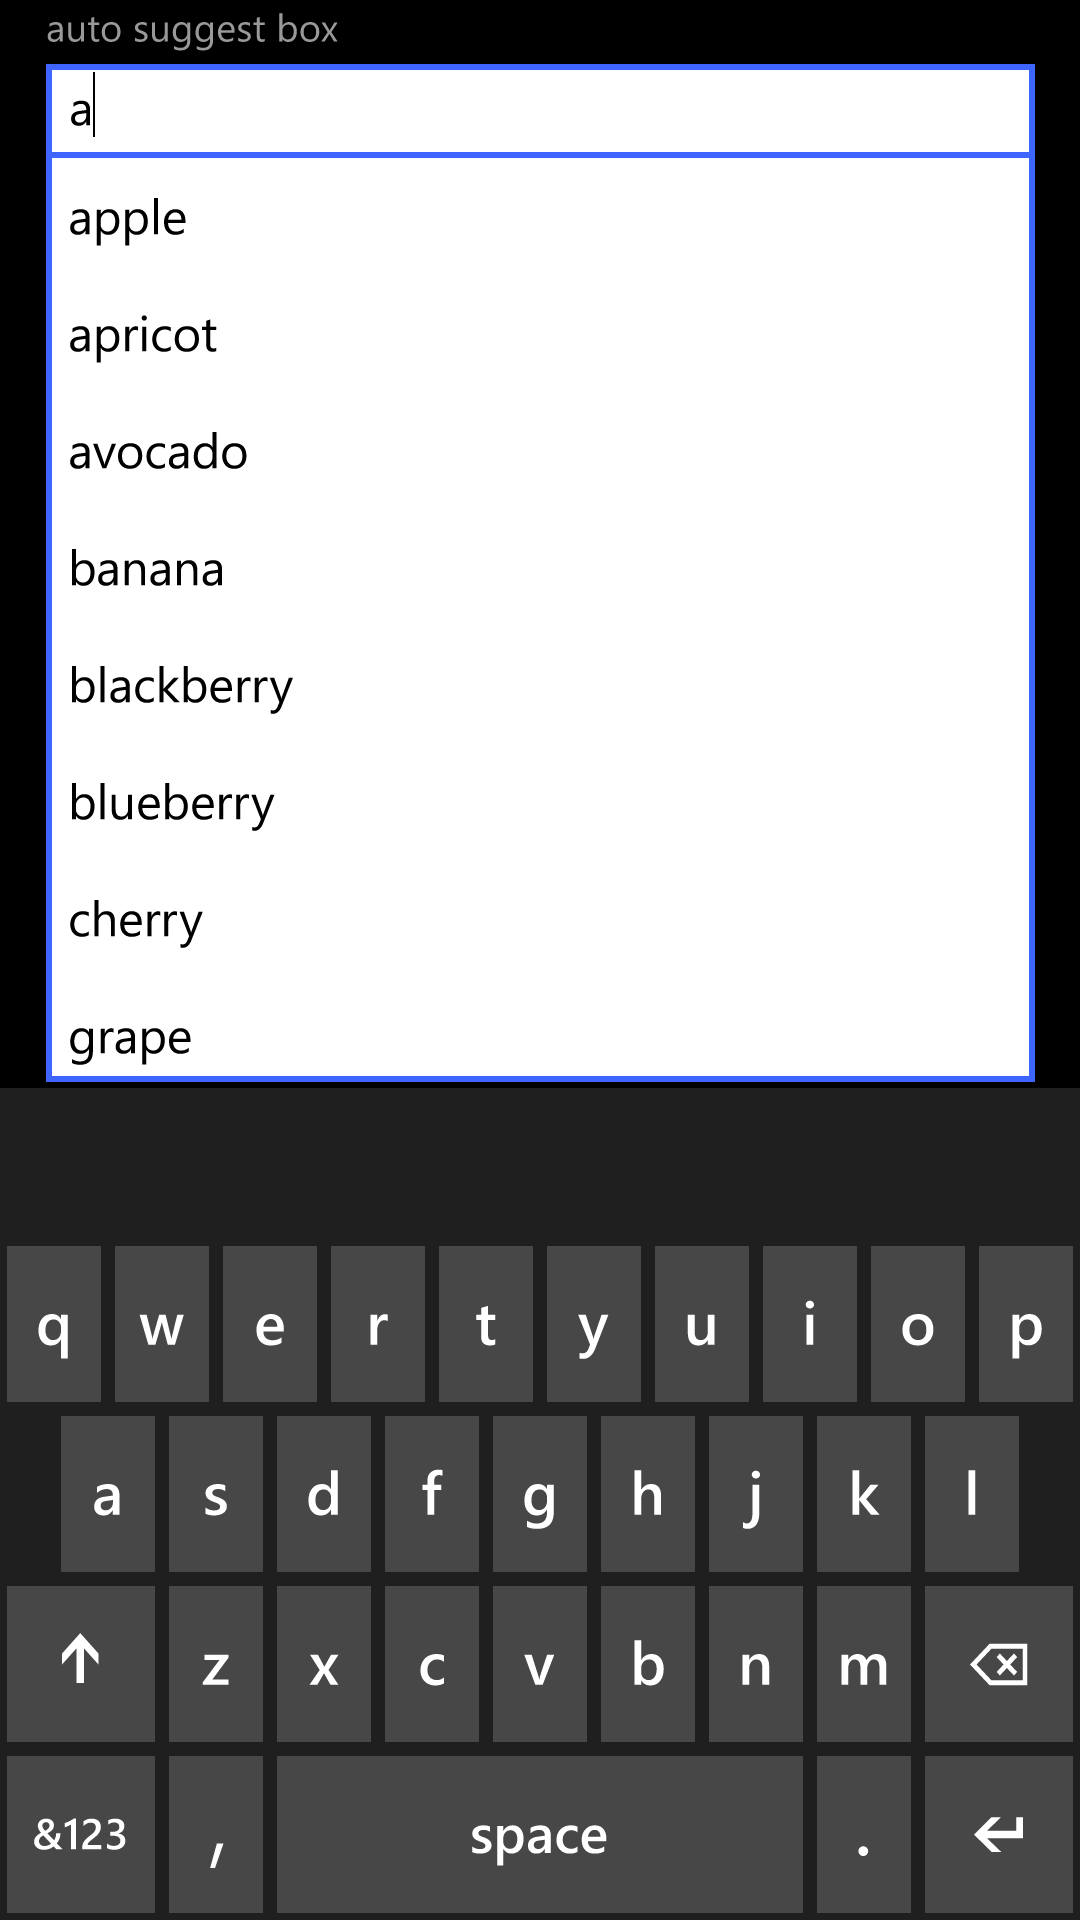 auto suggest box
a
apple
apricot
avocado
banana
blackberry
blueberry
cherry
grape
q w e r t y u i o p
a s d f g h j k l
z x c v b n m
&123 , space .